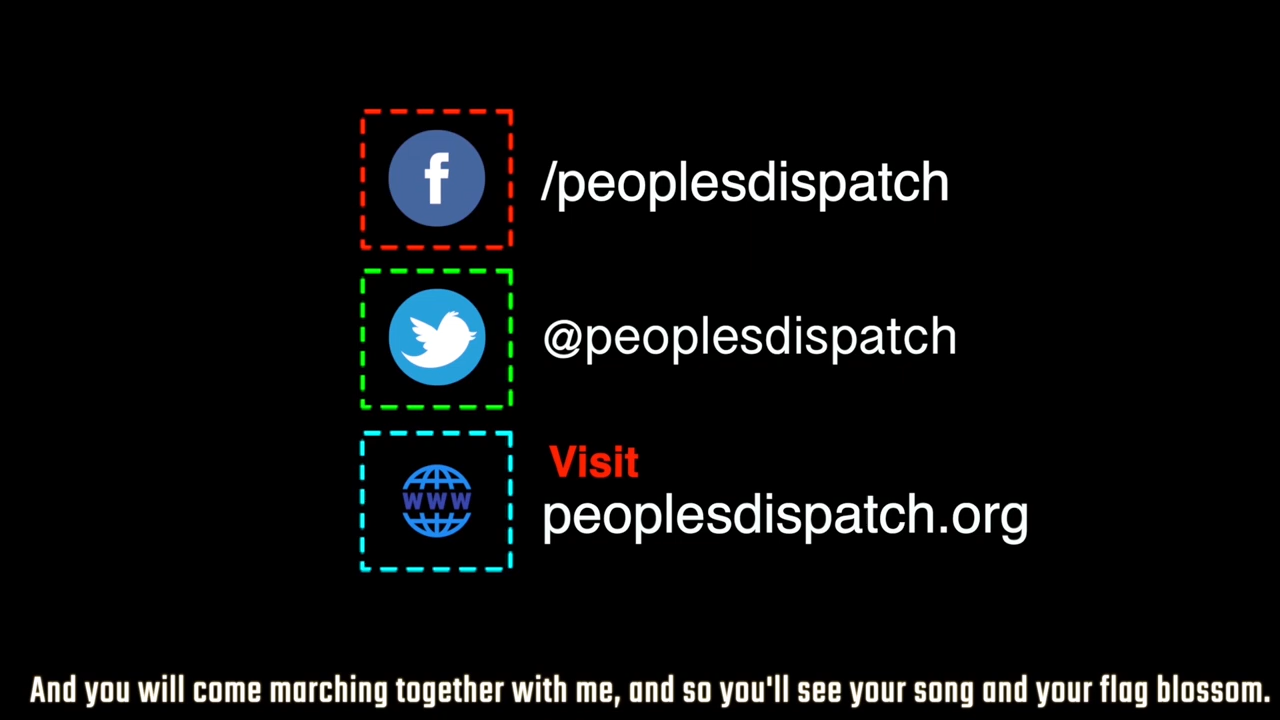 f
/peoplesdispatch
@peoplesdispatch
Visit
www
peoplesdispatch.org
And you will come marching together with me, and so you'll see your song and your flag blossom.